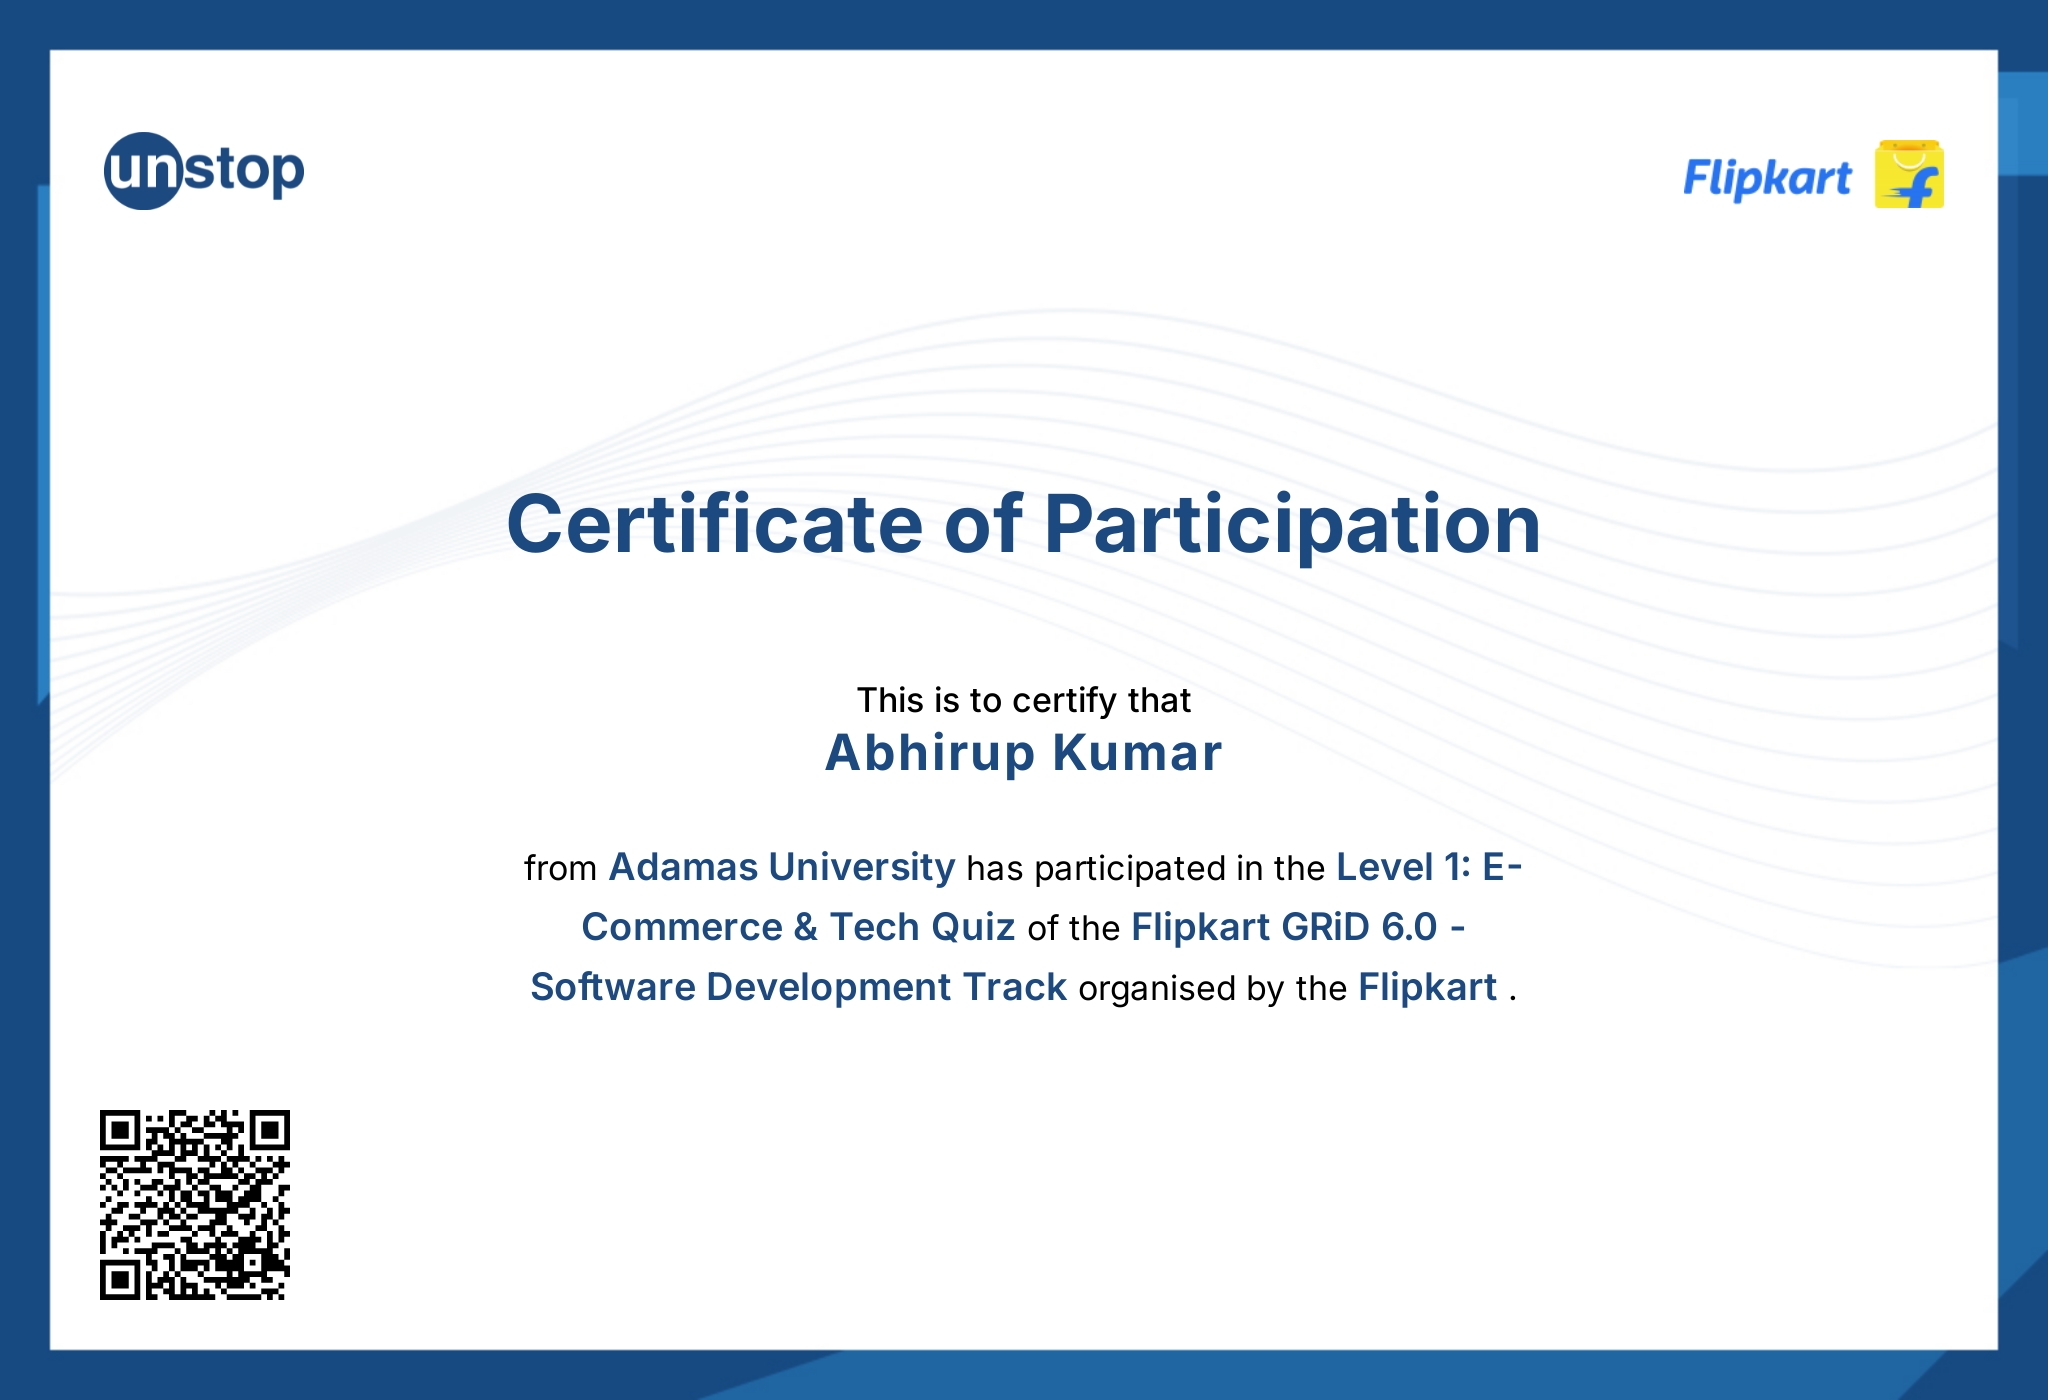 unstop
Flipkart
Certificate of Participation
This is to certify that
Abhirup Kumar
from Adamas University has participated in the Level 1: E-
Commerce & Tech Quiz of the Flipkart GRiD 6.0 -
Software Development Track organised by the Flipkart .